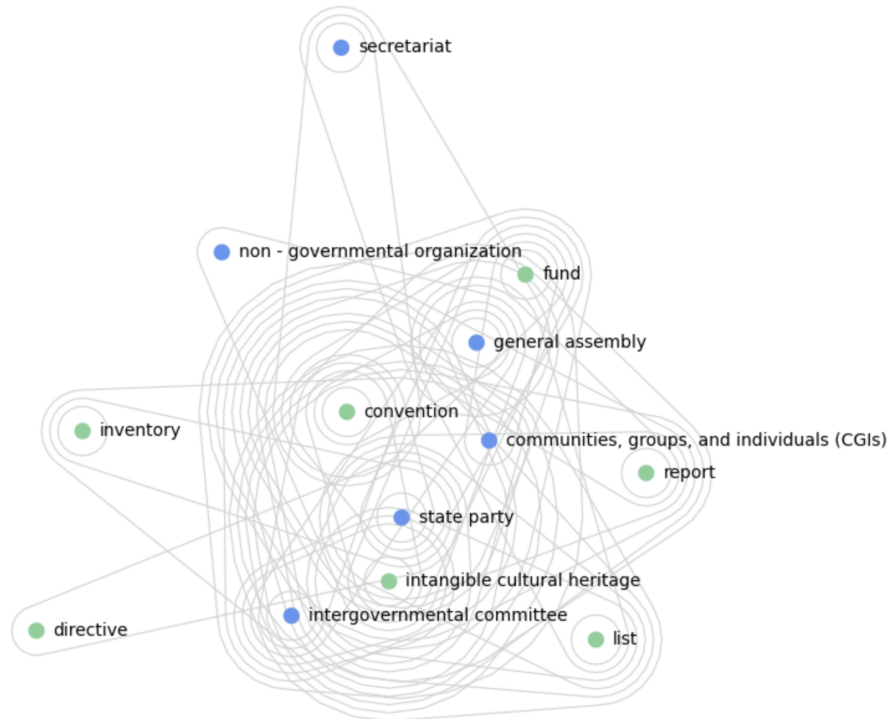 secretariat
non - governmental organization
fund
general assembly
convention
inventory
communities, groups, and individuals (CGIs)
report
state party
intangible cultural heritage
intergovernmental committee
directive
list